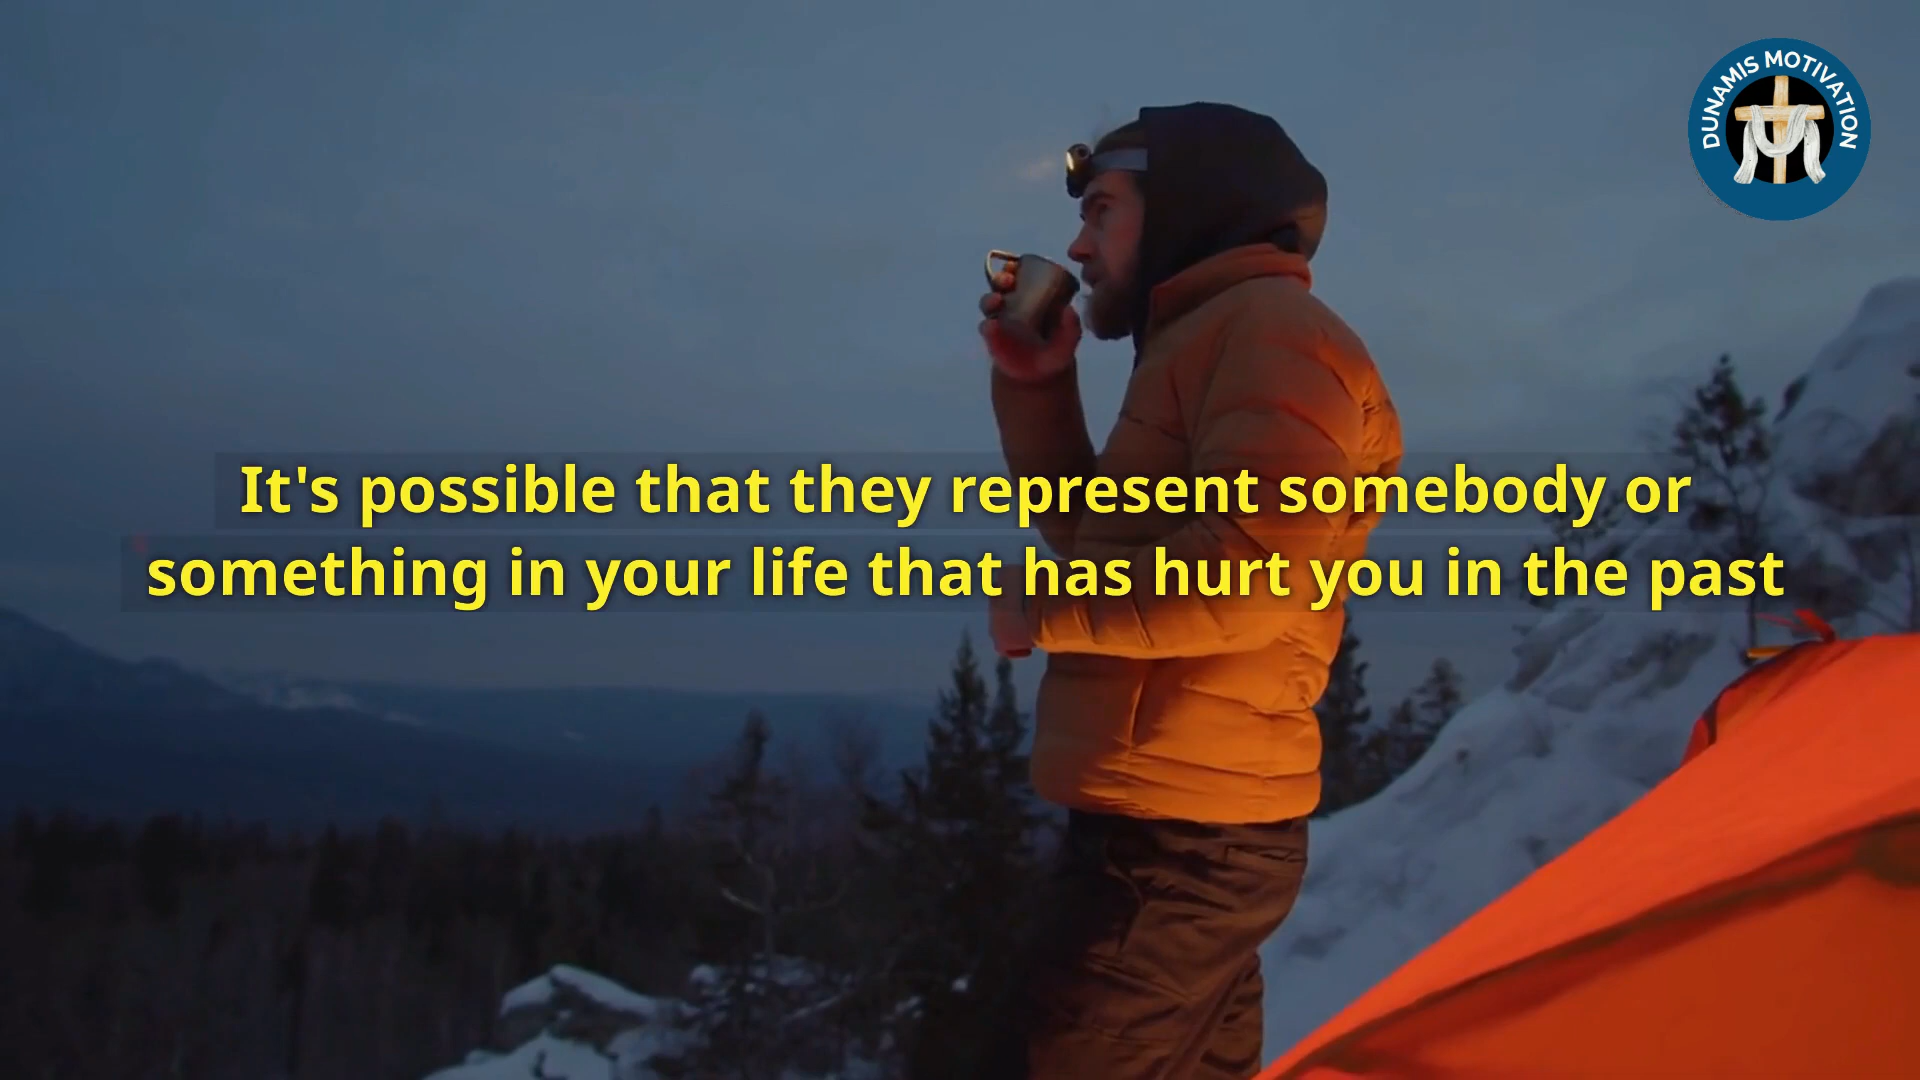 DUNAMIS MOTIVATION
It's possible that they represent somebody or
something in your life that has hurt you in the past